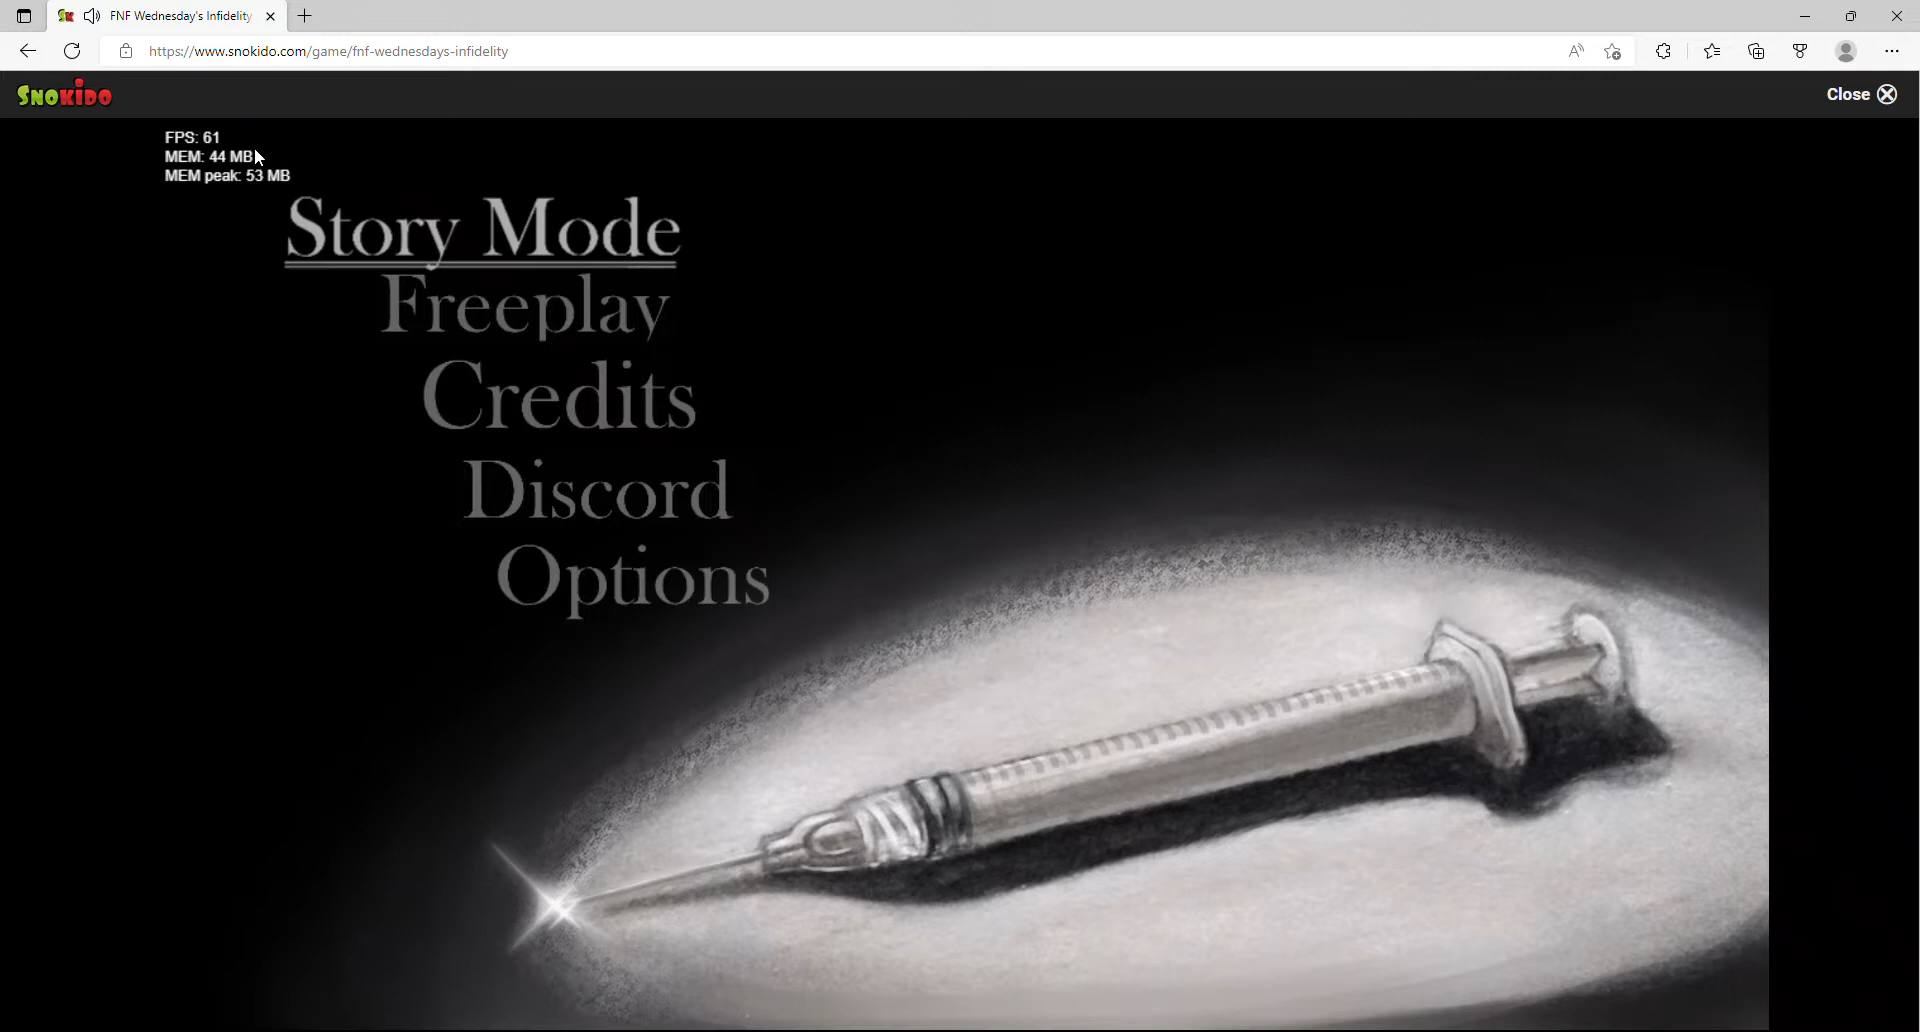 FNF Wednesday's Infidelity
https://www.snokido.com/game/fnf-wednesdays-infidelity
SNOKIDO
Close
FPS: 61
MEM: 44 MB
MEM peak: 53 MB
Story Mode
Freeplay
Credits
Discord
Options